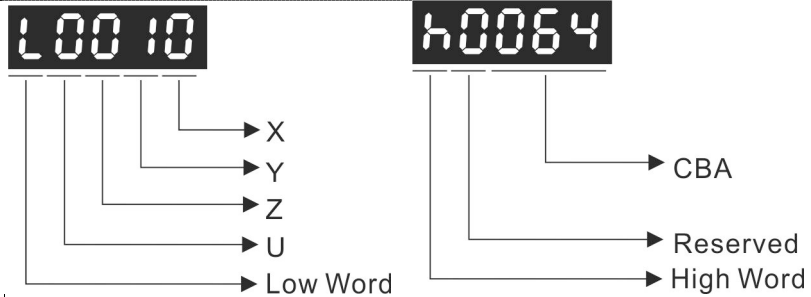 L0010
X
Y
Z
U
Low Word
h0064
CBA
Reserved
High Word